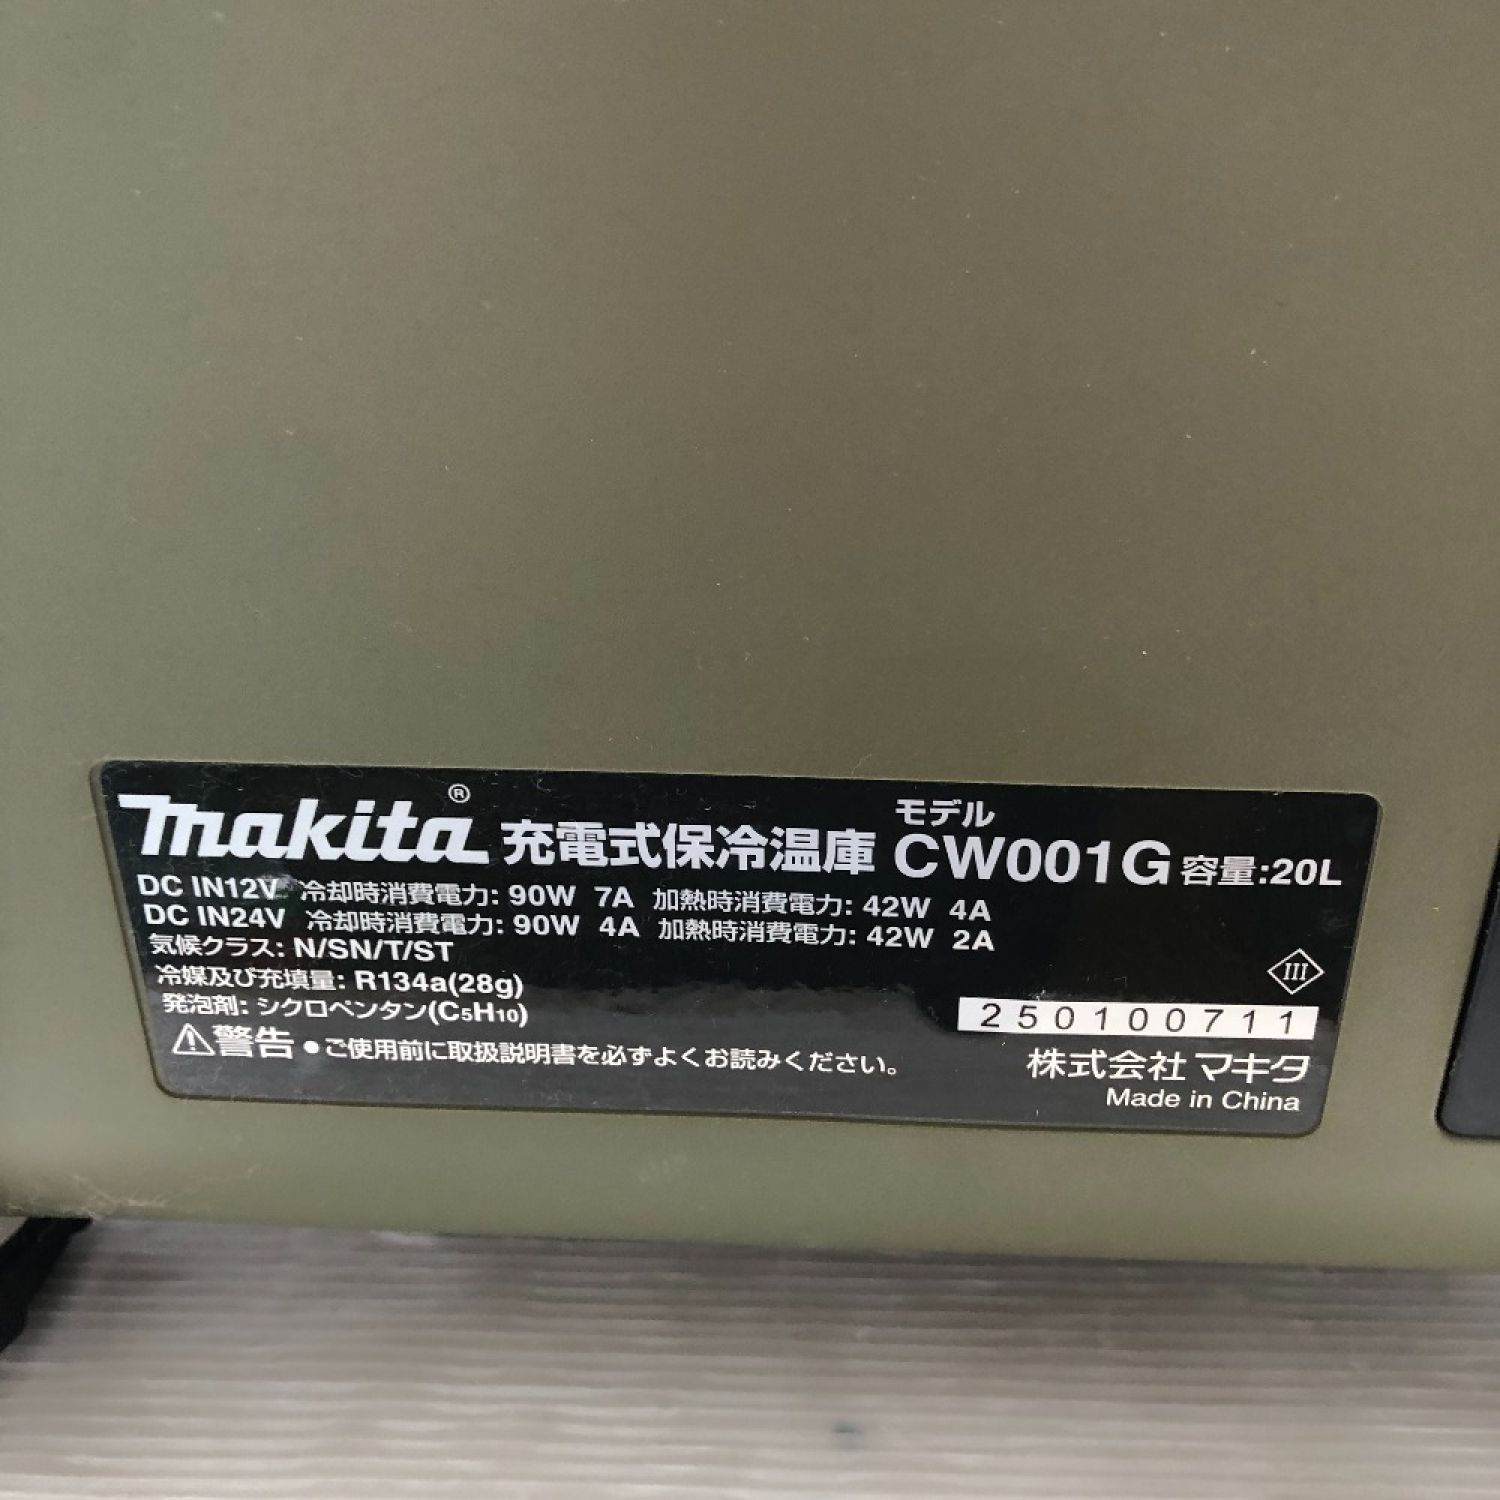 makita® 充電式保冷温庫 モデル CW001G 容量:20L
DC IN12V 冷却時消費電力: 90W 7A 加熱時消費電力: 42W 4A
DC IN24V 冷却時消費電力: 90W 4A 加熱時消費電力: 42W 2A
気候クラス: N/SN/T/ST
冷媒及び充填量: R134a(28g)
発泡剤: シクロペンタン(C₅H₁₀)
⚠警告 ●ご使用前に取扱説明書を必ずよくお読みください。
III
250100711
株式会社マキタ
Made in China